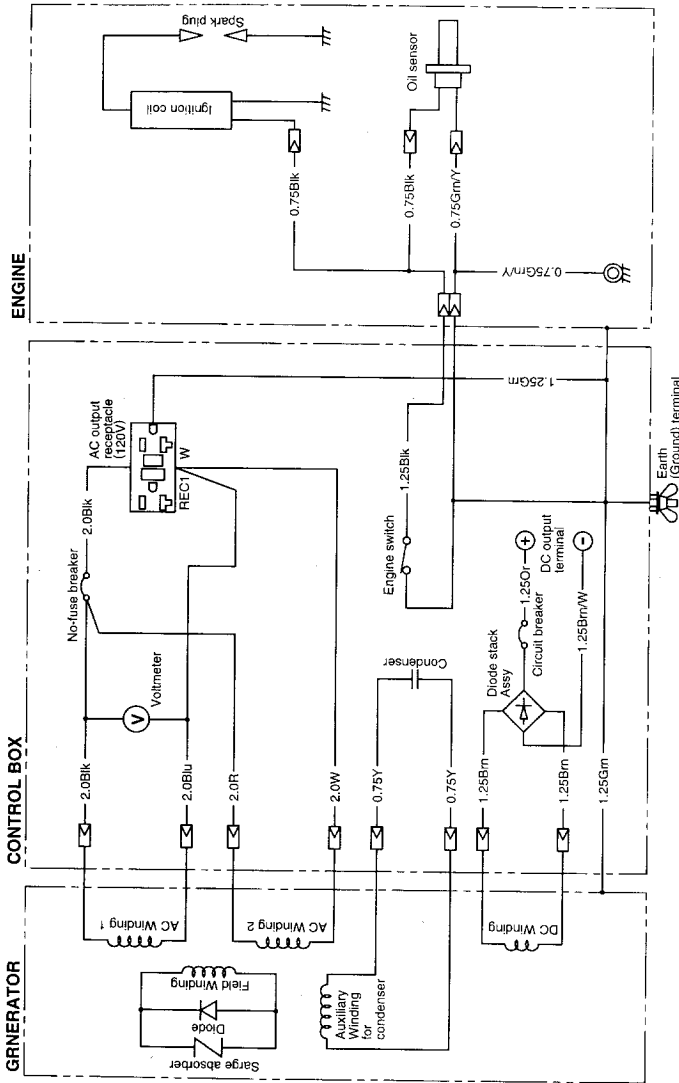 ENGINE
Spark plug
Ignition coil
Oil sensor
0.75Blk
0.75Blk
0.75Grn/Y
0.75Grn/Y
CONTROL BOX
AC output
receptacle
(120V)
REC1
W
2.0Blk
No-fuse breaker
Voltmeter
V
2.0Blk
2.0Blu
2.0R
2.0W
Engine switch
1.25Blk
1.25Grn
Condenser
0.75Y
0.75Y
Diode stack
Assy
Circuit breaker
1.25Or
+
DC output
terminal
−
1.25Brn/W
1.25Brn
1.25Brn
1.25Grn
Earth
(Ground) terminal
GRNERATOR
AC Winding 1
AC Winding 2
Field Winding
Diode
Sarge absorber
Auxiliary
Winding
for
condenser
DC Winding